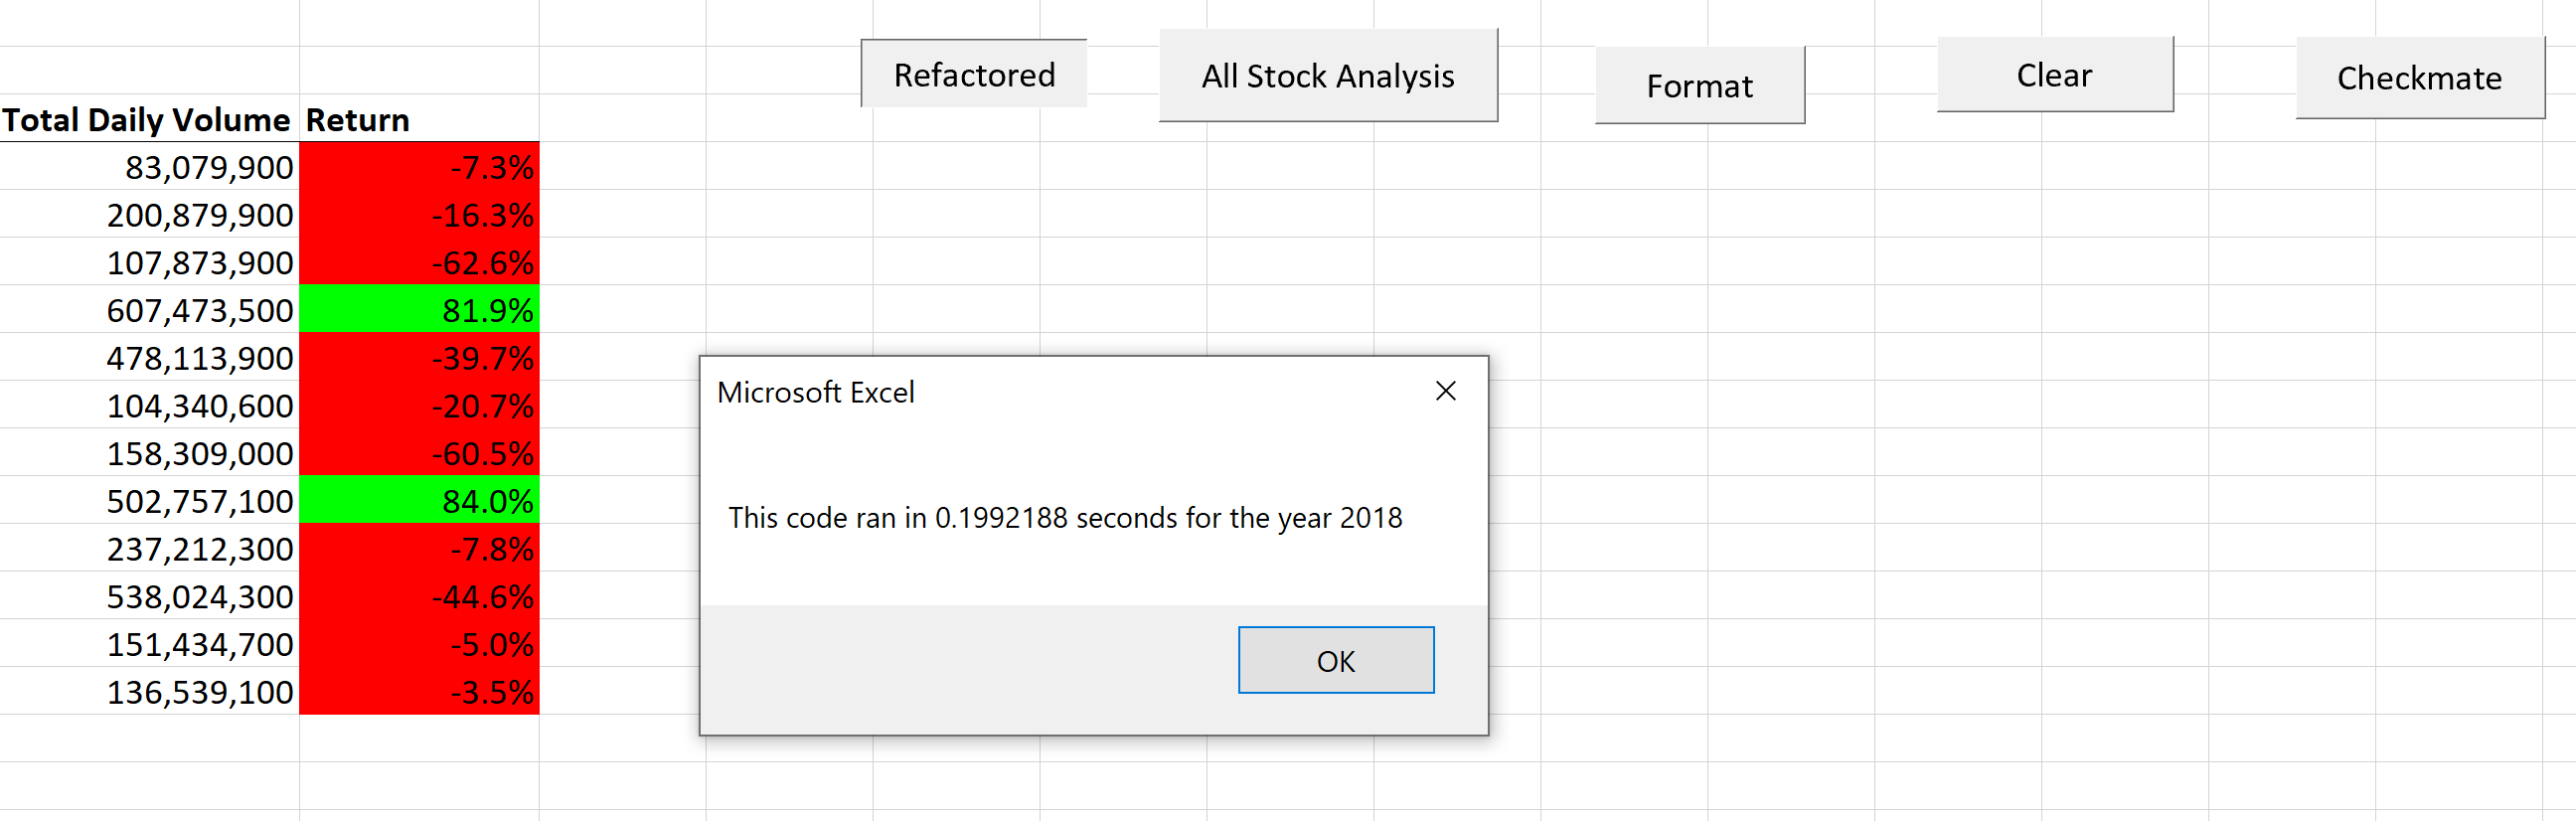 Refactored
All Stock Analysis
Format
Clear
Checkmate
Total Daily Volume Return
83,079,900 -7.3%
200,879,900 -16.3%
107,873,900 -62.6%
607,473,500 81.9%
478,113,900 -39.7%
104,340,600 -20.7%
158,309,000 -60.5%
502,757,100 84.0%
237,212,300 -7.8%
538,024,300 -44.6%
151,434,700 -5.0%
136,539,100 -3.5%
Microsoft Excel
This code ran in 0.1992188 seconds for the year 2018
OK